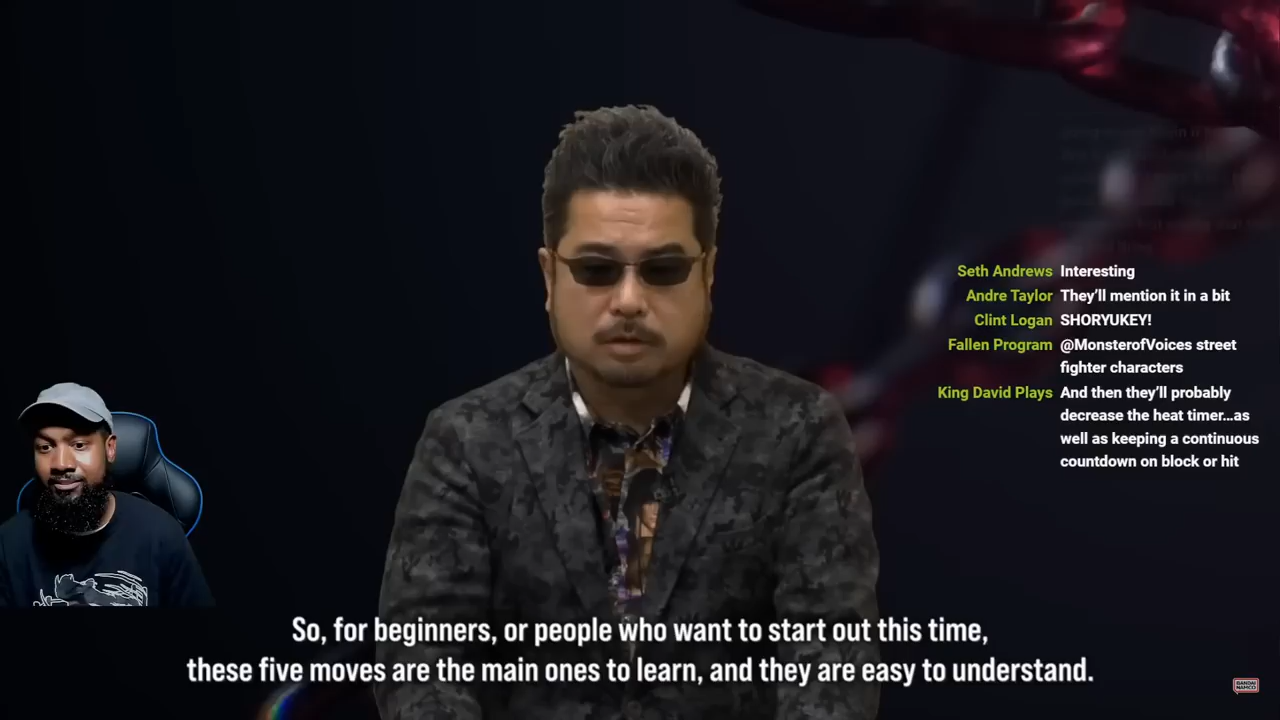 Seth Andrews Interesting
Andre Taylor They'll mention it in a bit
Clint Logan SHORYUKEY!
Fallen Program @MonsterofVoices street
fighter characters
King David Plays And then they'll probably
decrease the heat timer...as
well as keeping a continuous
countdown on block or hit
So, for beginners, or people who want to start out this time,
these five moves are the main ones to learn, and they are easy to understand.
BANDAI
NAMCO